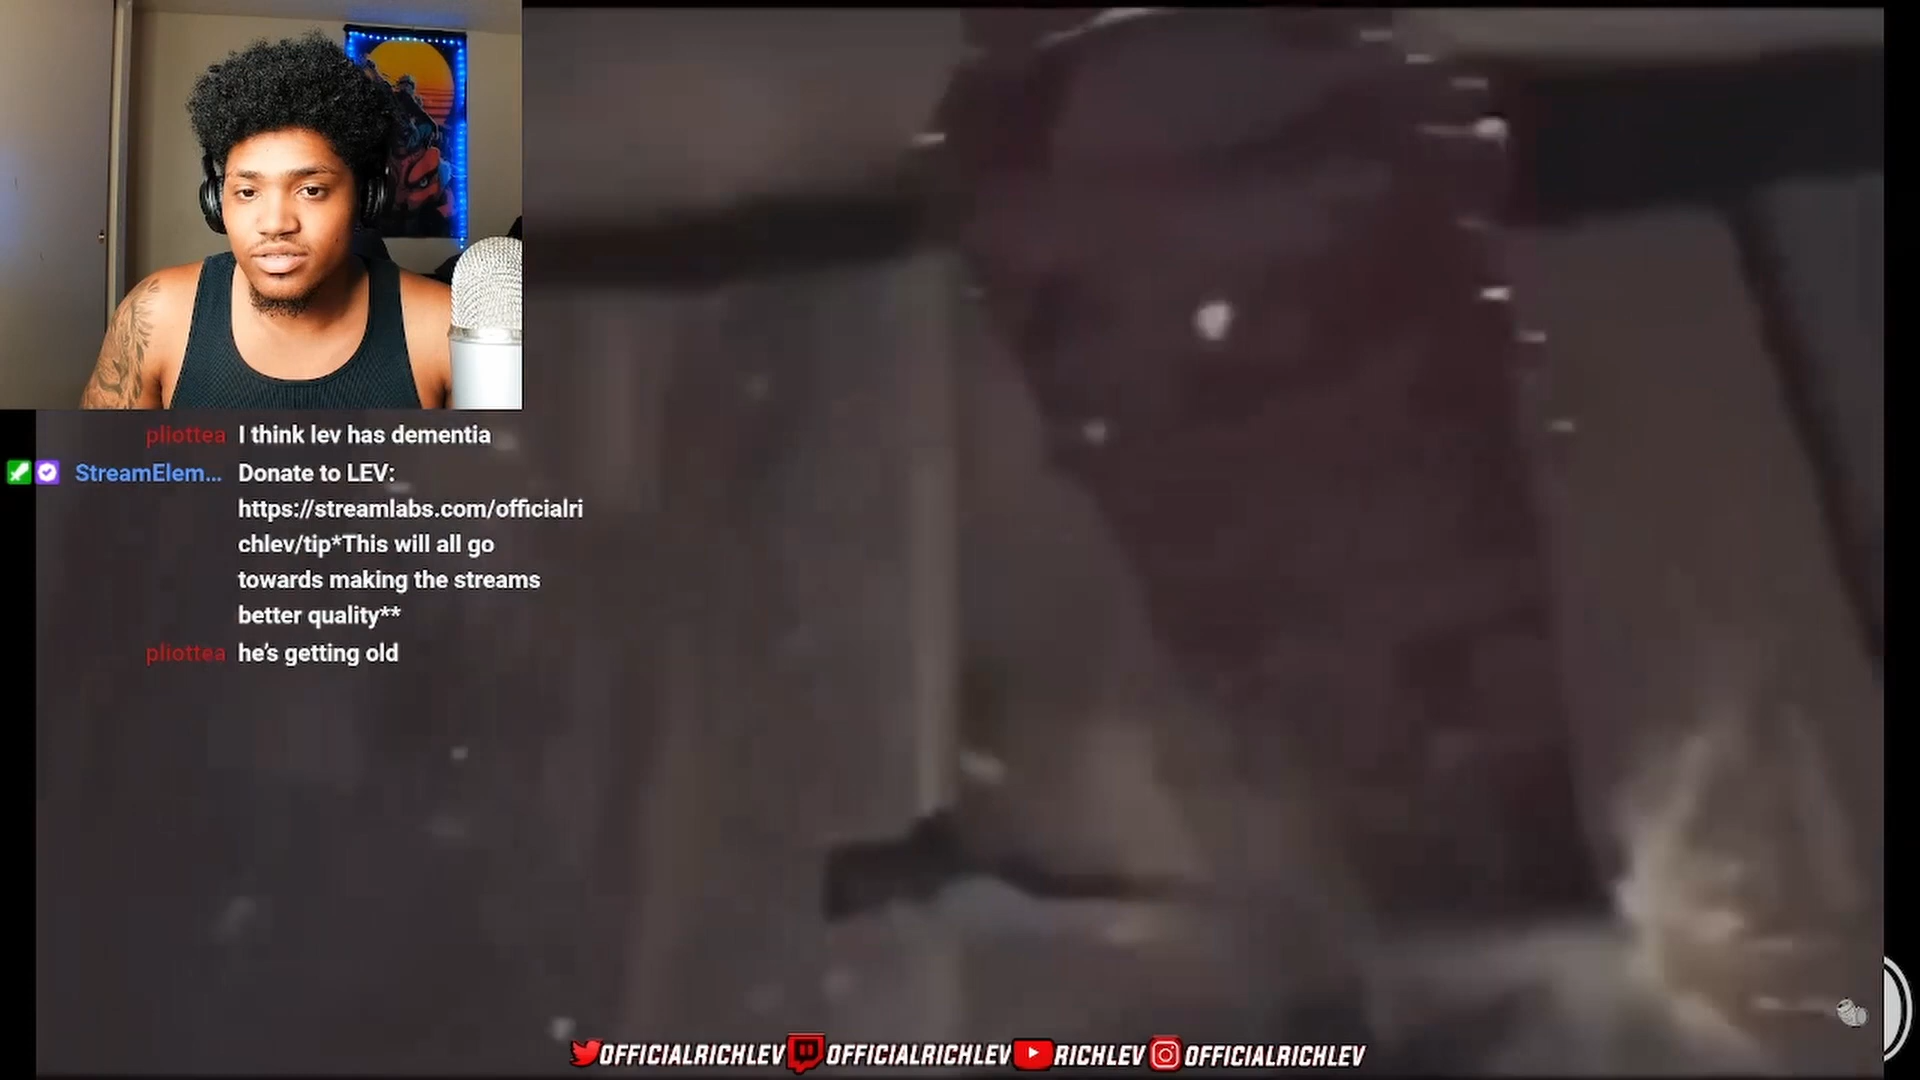 pliottea I think lev has dementia
StreamElem... Donate to LEV:
https://streamlabs.com/officialri
chlev/tip*This will all go
towards making the streams
better quality**
pliottea he's getting old
OFFICIALRICHLEV OFFICIALRICHLEV RICHLEV OFFICIALRICHLEV